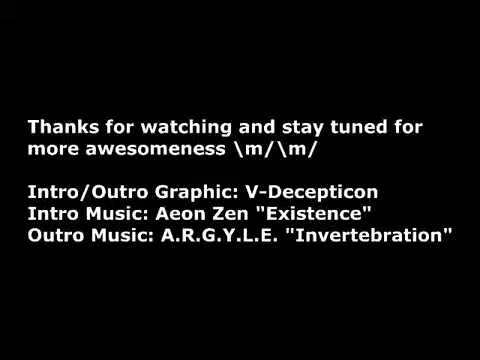 Thanks for watching and stay tuned for
more awesomeness \m/\m/
Intro/Outro Graphic: V-Decepticon
Intro Music: Aeon Zen "Existence"
Outro Music: A.R.G.Y.L.E. "Invertebration"